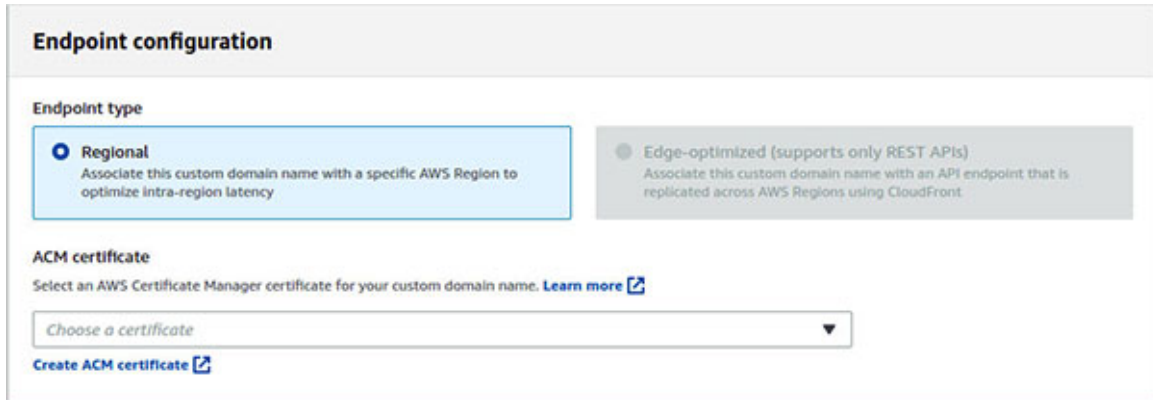 Endpoint configuration
Endpoint type
Regional
Associate this custom domain name with a specific AWS Region to
optimize intra-region latency
Edge-optimized (supports only REST APIs)
Associate this custom domain name with an API endpoint that is
replicated across AWS Regions using CloudFront
ACM certificate
Select an AWS Certificate Manager certificate for your custom domain name. Learn more
Choose a certificate
Create ACM certificate